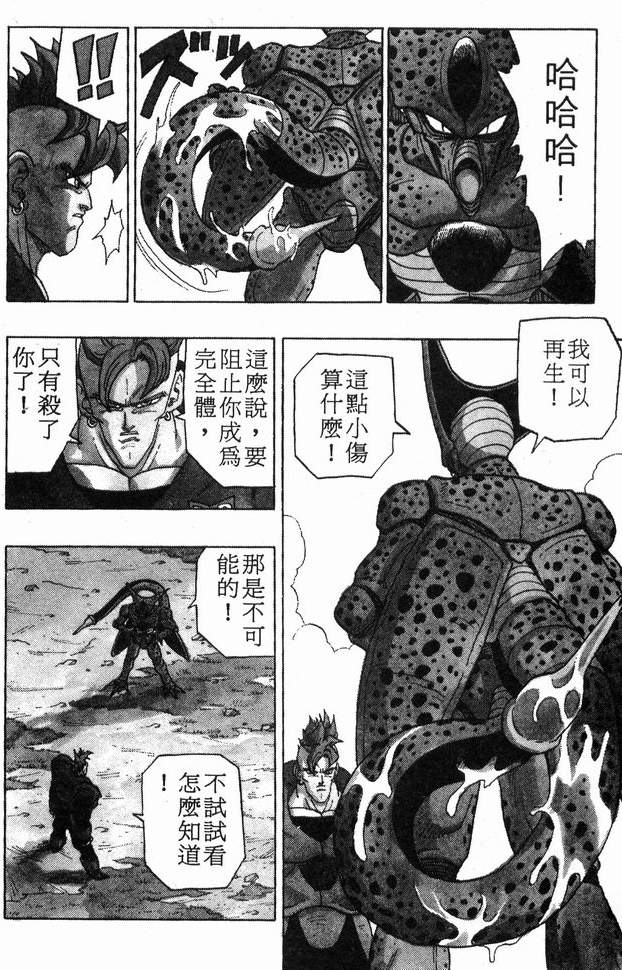 哈哈哈！
ズッ
!!
我可以
再生！
這點小傷
算什麼！
這麼說，要
阻止你成為
完全體，
只有殺了
你了！
那是不可
能的！
不試試看
怎麼知道
！